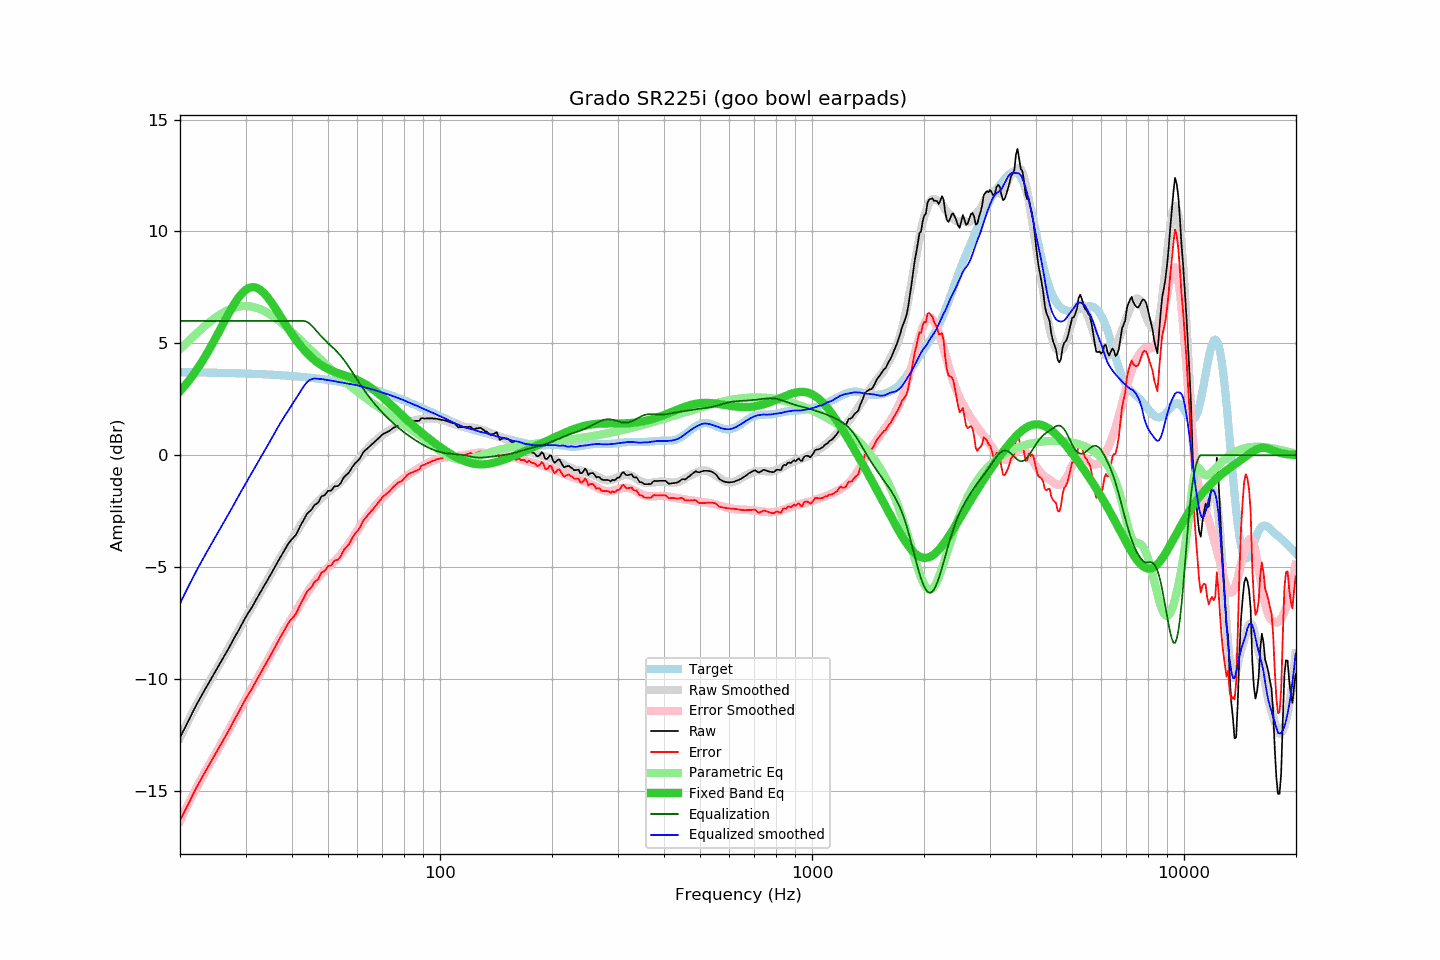 Grado SR225i (goo bowl earpads)
15
10
5
0
−5
−10
−15
Amplitude (dBr)
Target
Raw Smoothed
Error Smoothed
Raw
Error
Parametric Eq
Fixed Band Eq
Equalization
Equalized smoothed
100
1000
10000
Frequency (Hz)